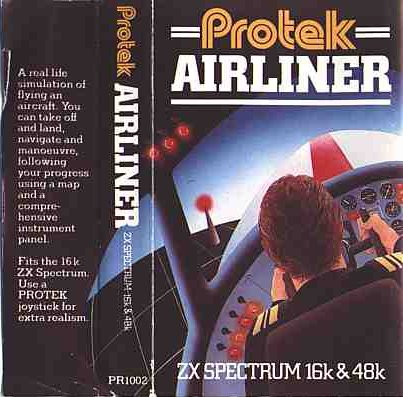 A real life
simulation of
flying an
aircraft. You
can take off
and land,
navigate and
manoeuvre,
following
your progress
using a map
and a
compre-
hensive
instrument
panel.
Fits the 16k
ZX Spectrum.
Use a
PROTEK
joystick for
extra realism.
Protek AIRLINER ZX SPECTRUM·16k & 48k
PR1002
Protek
AIRLINER
ZX SPECTRUM 16k & 48k